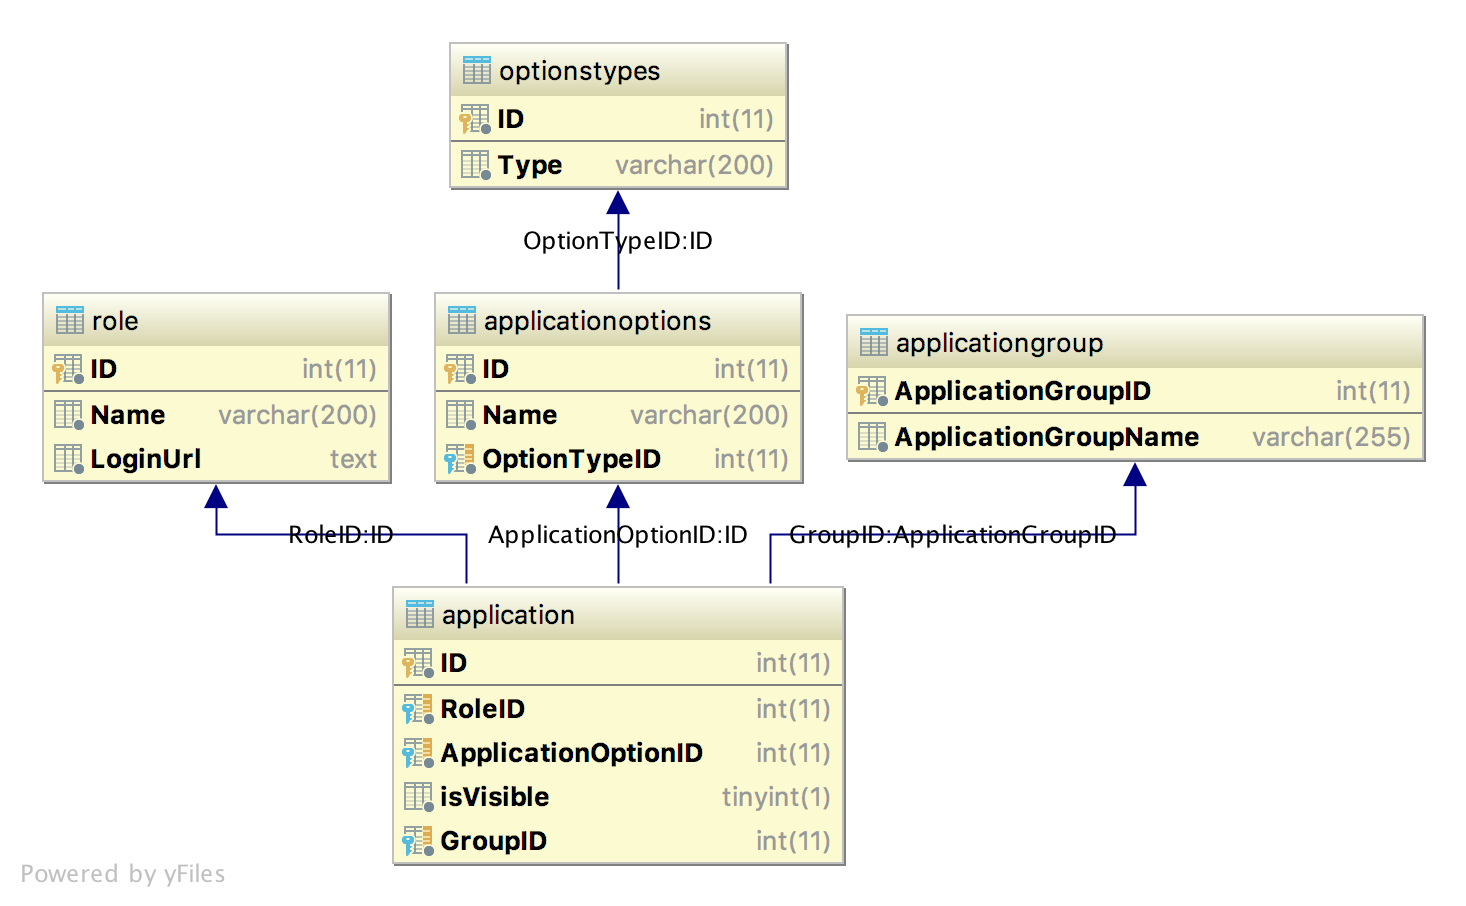 optionstypes
ID int(11)
Type varchar(200)
OptionTypeID:ID
role
ID int(11)
Name varchar(200)
LoginUrl text
applicationoptions
ID int(11)
Name varchar(200)
OptionTypeID int(11)
applicationgroup
ApplicationGroupID int(11)
ApplicationGroupName varchar(255)
RoleID:ID
ApplicationOptionID:ID
GroupID:ApplicationGroupID
application
ID int(11)
RoleID int(11)
ApplicationOptionID int(11)
isVisible tinyint(1)
GroupID int(11)
Powered by yFiles